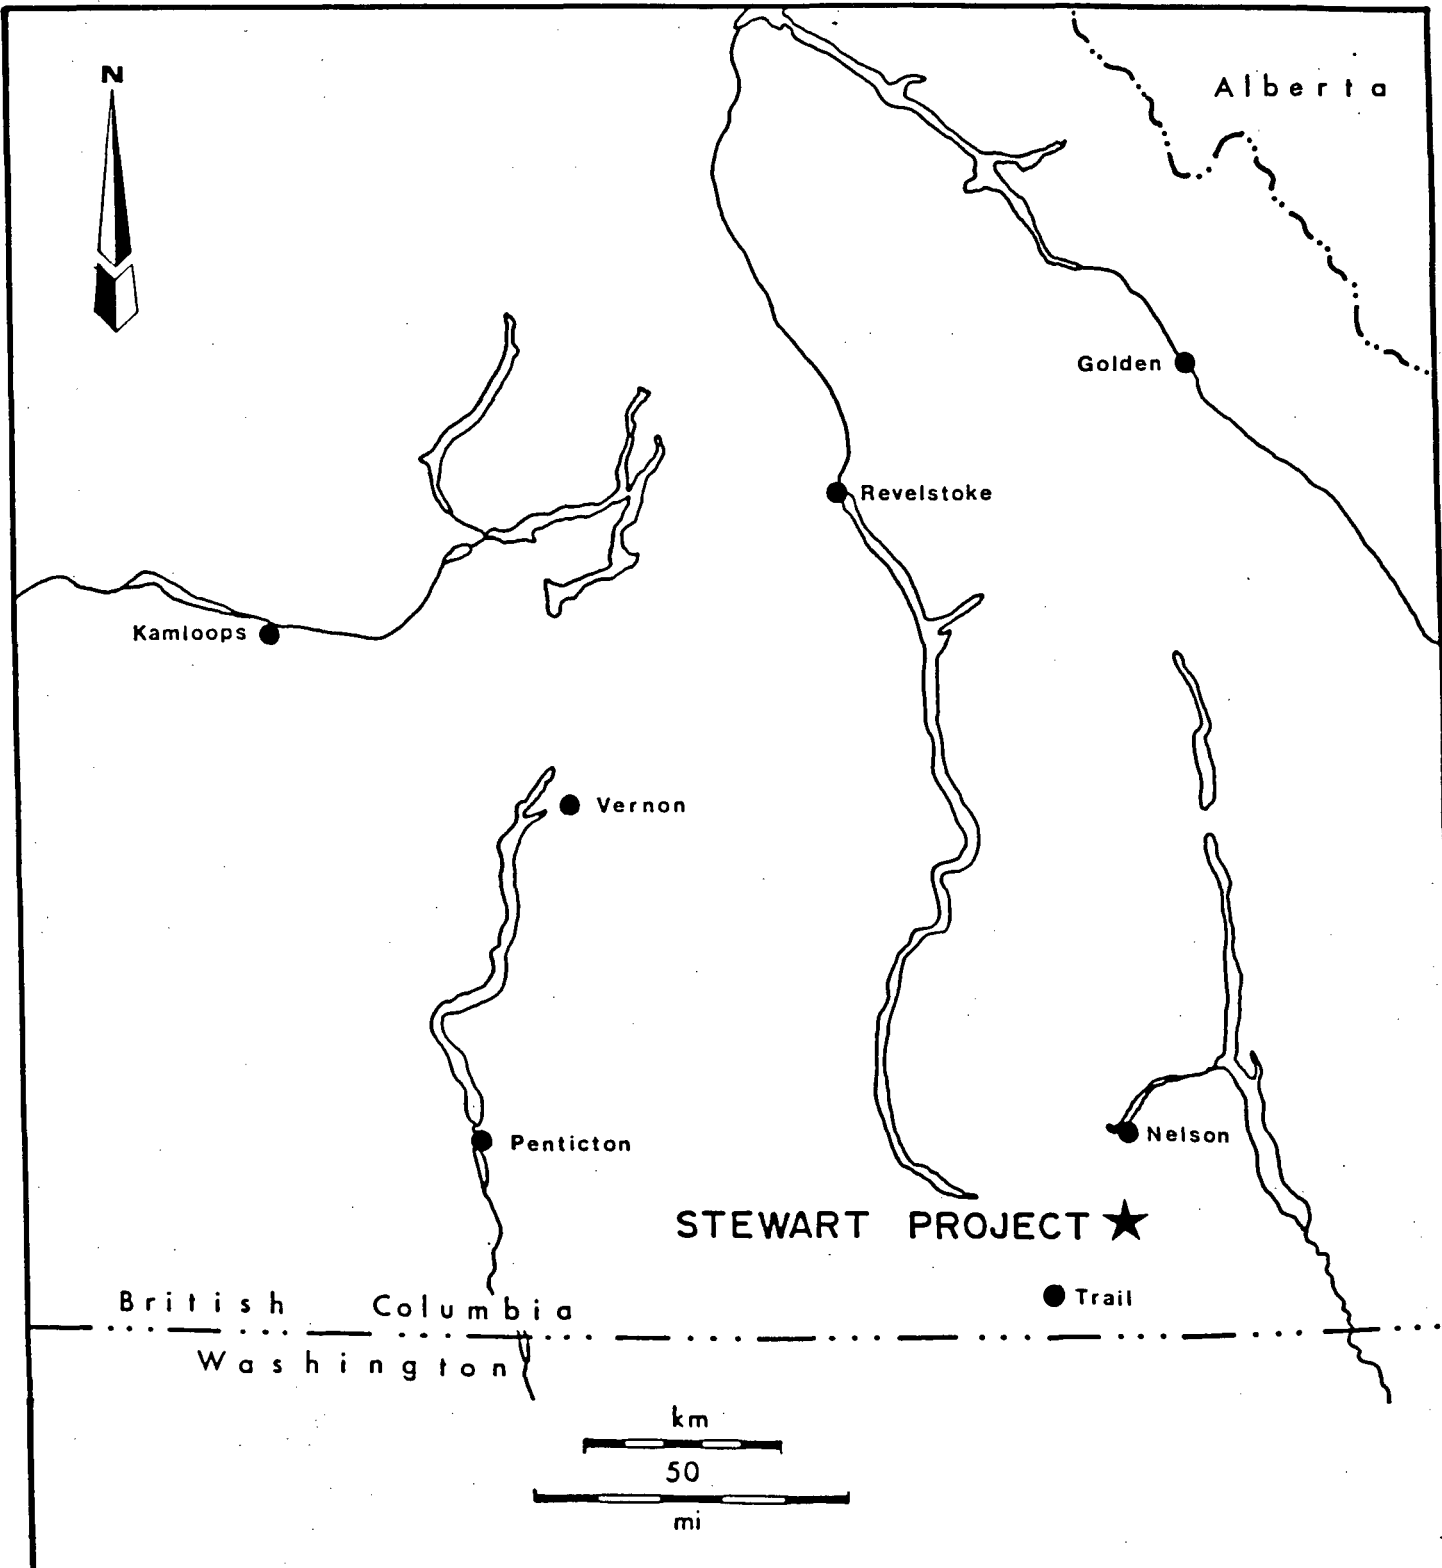 N
Alberta
Golden
Revelstoke
Kamloops
Vernon
Penticton
Nelson
STEWART PROJECT
Trail
British Columbia
Washington
km
50
mi